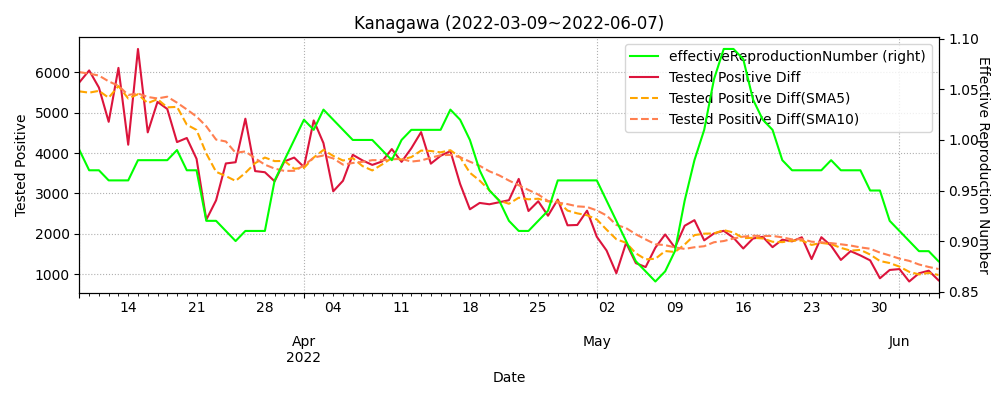 Kanagawa (2022-03-09~2022-06-07)
effectiveReproductionNumber (right)
Tested Positive Diff
Tested Positive Diff(SMA5)
Tested Positive Diff(SMA10)
Tested Positive
6000
5000
4000
3000
2000
1000
Effective Reproduction Number
1.10
1.05
1.00
0.95
0.90
0.85
14 21 28 04 11 18 25 02 09 16 23 30
Apr May Jun
2022
Date